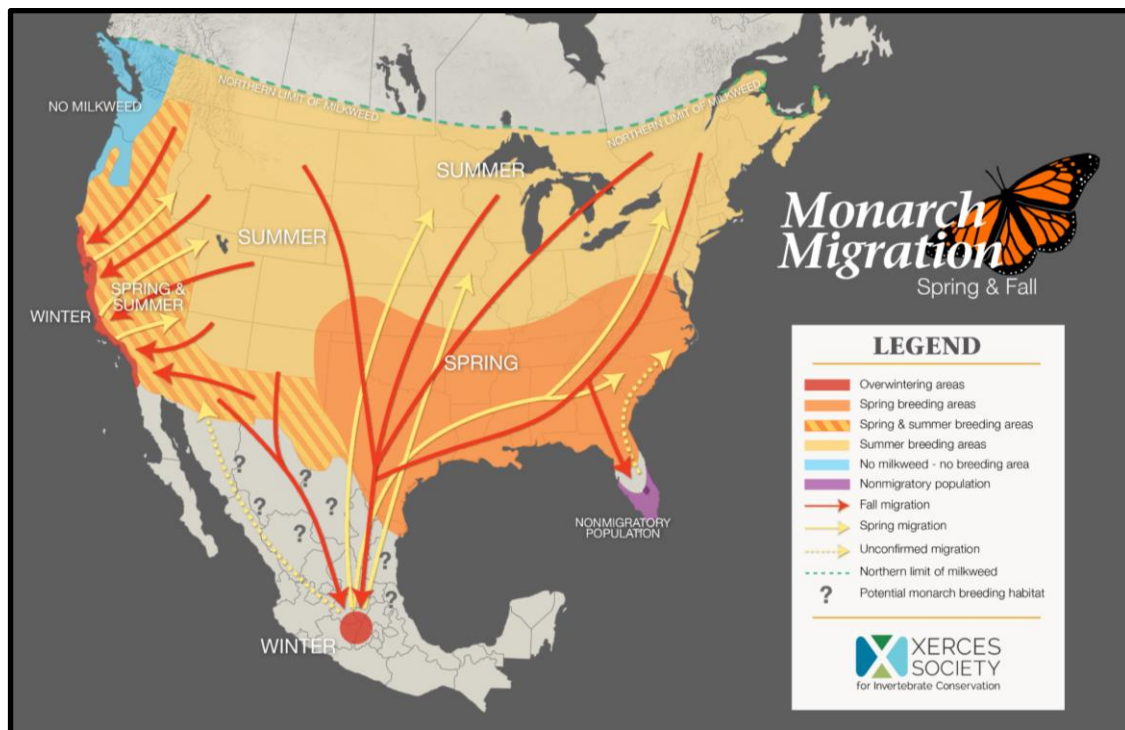 NO MILKWEED
NORTHERN LIMIT OF MILKWEED
NORTHERN LIMIT OF MILKWEED
SUMMER
SUMMER
SPRING &
SUMMER
WINTER
SPRING
?
?
?
?
?
?
?
?
NONMIGRATORY
POPULATION
WINTER
Monarch
Migration
Spring & Fall
LEGEND
Overwintering areas
Spring breeding areas
Spring & summer breeding areas
Summer breeding areas
No milkweed - no breeding area
Nonmigratory population
Fall migration
Spring migration
Unconfirmed migration
Northern limit of milkweed
? Potential monarch breeding habitat
XERCES
SOCIETY
for Invertebrate Conservation